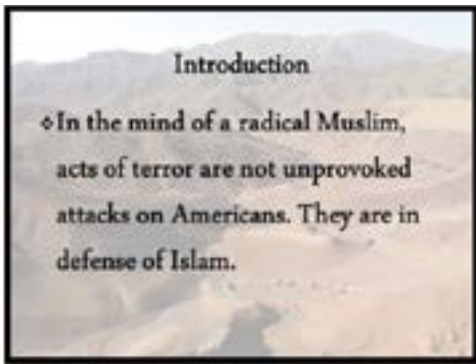 Introduction
❖In the mind of a radical Muslim,
acts of terror are not unprovoked
attacks on Americans. They are in
defense of Islam.